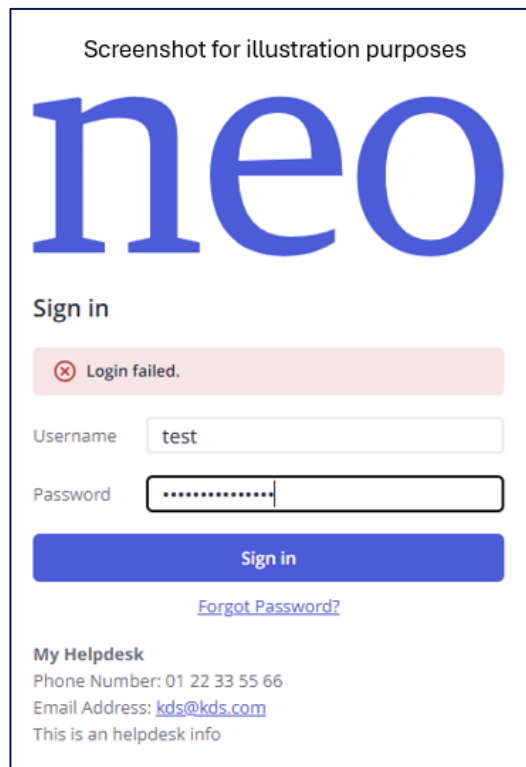 Screenshot for illustration purposes
neo
Sign in
Login failed.
Username test
Password •••••••••••••••
Sign in
Forgot Password?
My Helpdesk
Phone Number: 01 22 33 55 66
Email Address: kds@kds.com
This is an helpdesk info